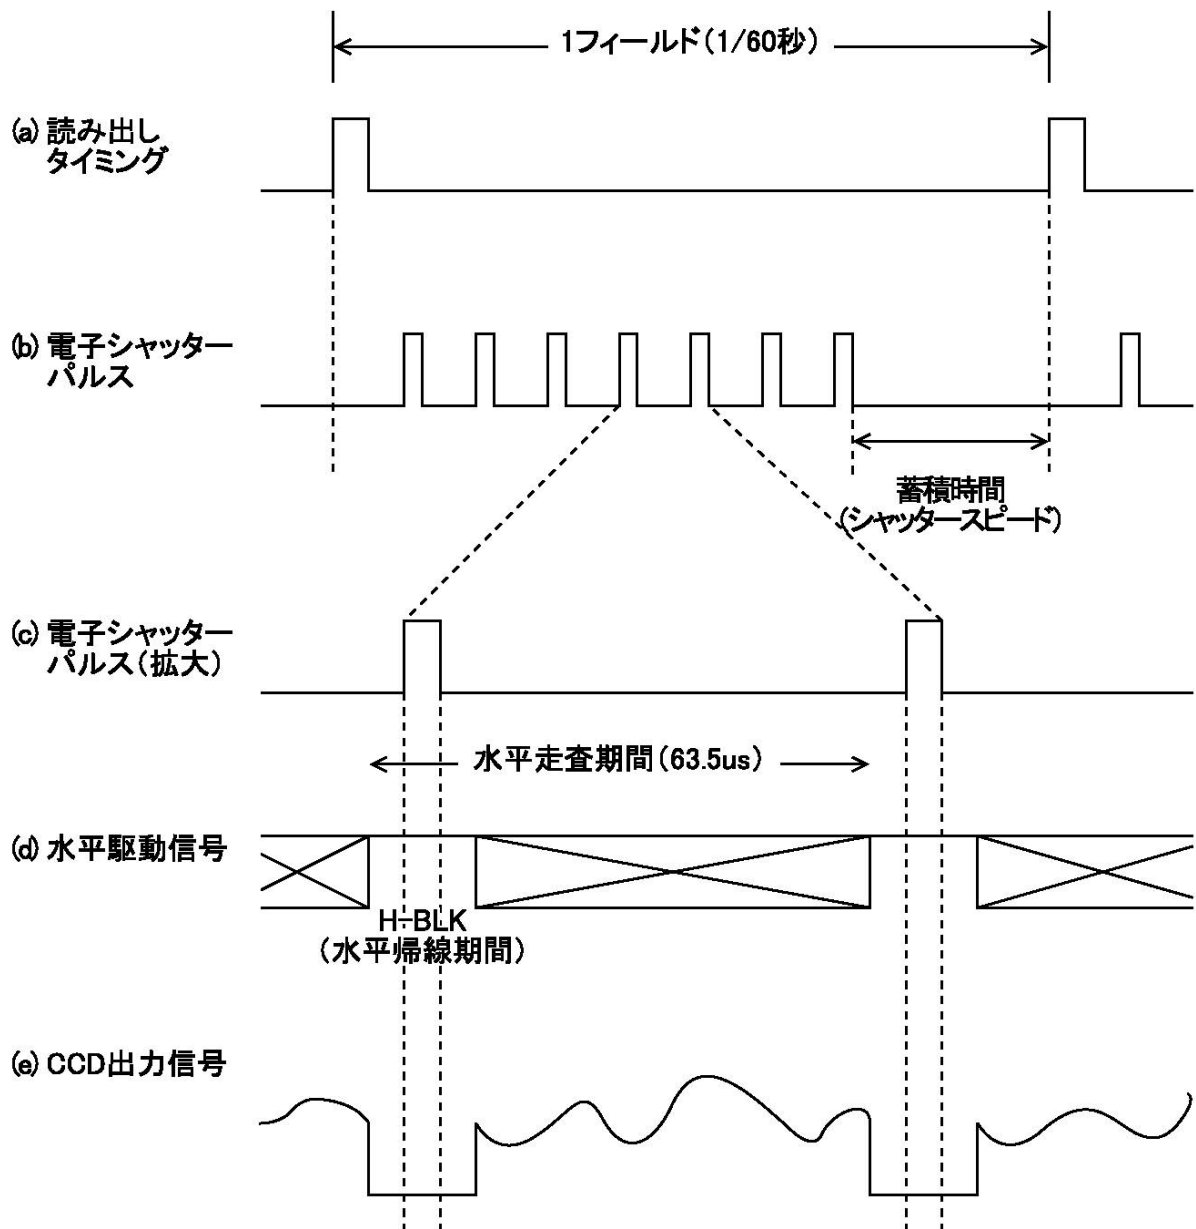 1フィールド(1/60秒)
(a) 読み出し
タイミング
(b) 電子シャッター
パルス
蓄積時間
(シャッタースピード)
(c) 電子シャッター
パルス(拡大)
水平走査期間(63.5us)
(d) 水平駆動信号
H-BLK
(水平帰線期間)
(e) CCD出力信号